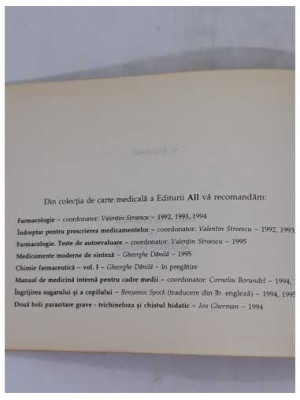 Din colecția de carte medicală a Editurii All vă recomandăm:
Farmacologie – coordonator: Valentin Stroescu – 1992, 1993, 1994
Îndreptar pentru prescrierea medicamentelor – coordonator: Valentin Stroescu – 1992, 1993,
Farmacologie. Teste de autoevaluare – coordonator: Valentin Stroescu – 1995
Medicamente moderne de sinteză – Gheorghe Dănilă – 1995
Chimie farmaceutică – vol. I – Gheorghe Dănilă – în pregătire
Manual de medicină internă pentru cadre medii – coordonator: Corneliu Borundel – 1994,
Îngrijirea sugarului și a copilului – Benjamin Spock (traducere din lb. engleză) – 1994, 1995
Două boli parazitare grave - trichineloza și chistul hidatic – Ion Gherman – 1994